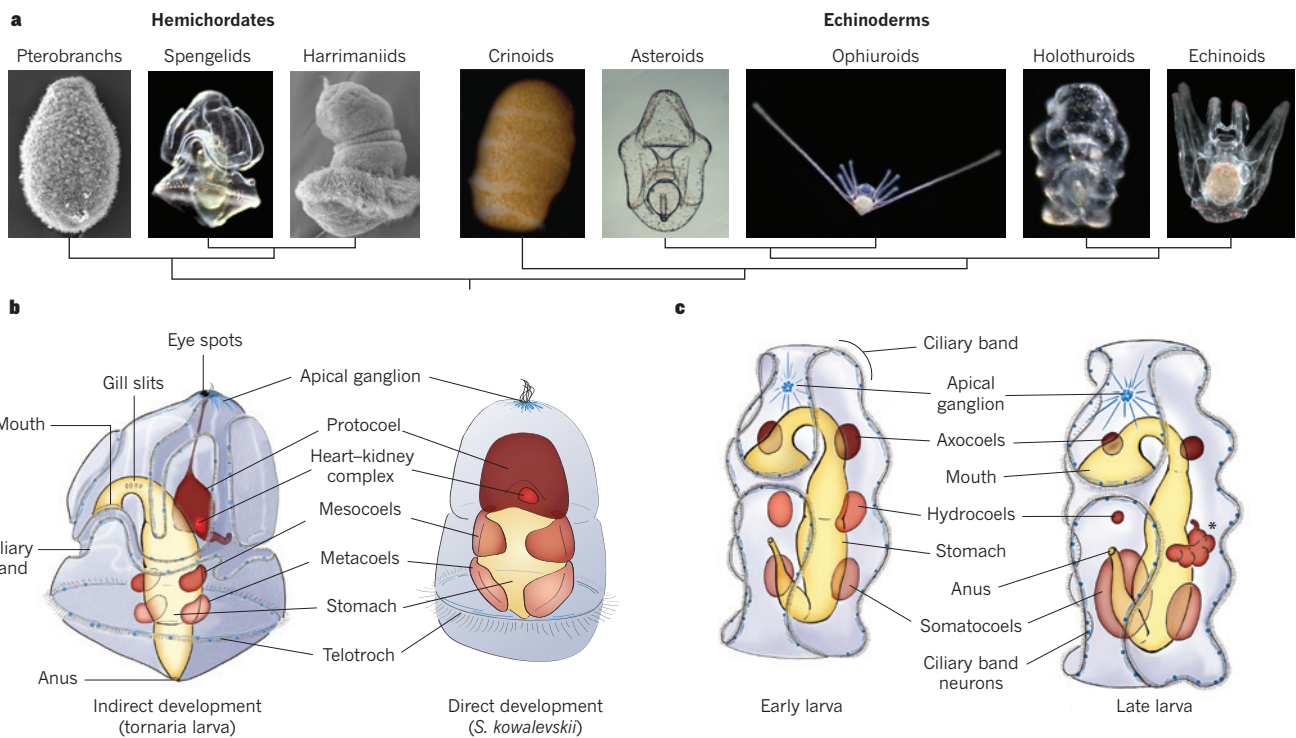 a
Hemichordates
Echinoderms
Pterobranchs
Spengelids
Harrimaniids
Crinoids
Asteroids
Ophiuroids
Holothuroids
Echinoids
b
Eye spots
Gill slits
Mouth
Apical ganglion
Protocoel
Heart–kidney
complex
Mesocoels
Metacoels
Stomach
Telotroch
iliary
and
Anus
Indirect development
(tornaria larva)
Direct development
(S. kowalevskii)
c
Ciliary band
Apical
ganglion
Axocoels
Mouth
Hydrocoels
Stomach
Anus
Somatocoels
Ciliary band
neurons
*
Early larva
Late larva